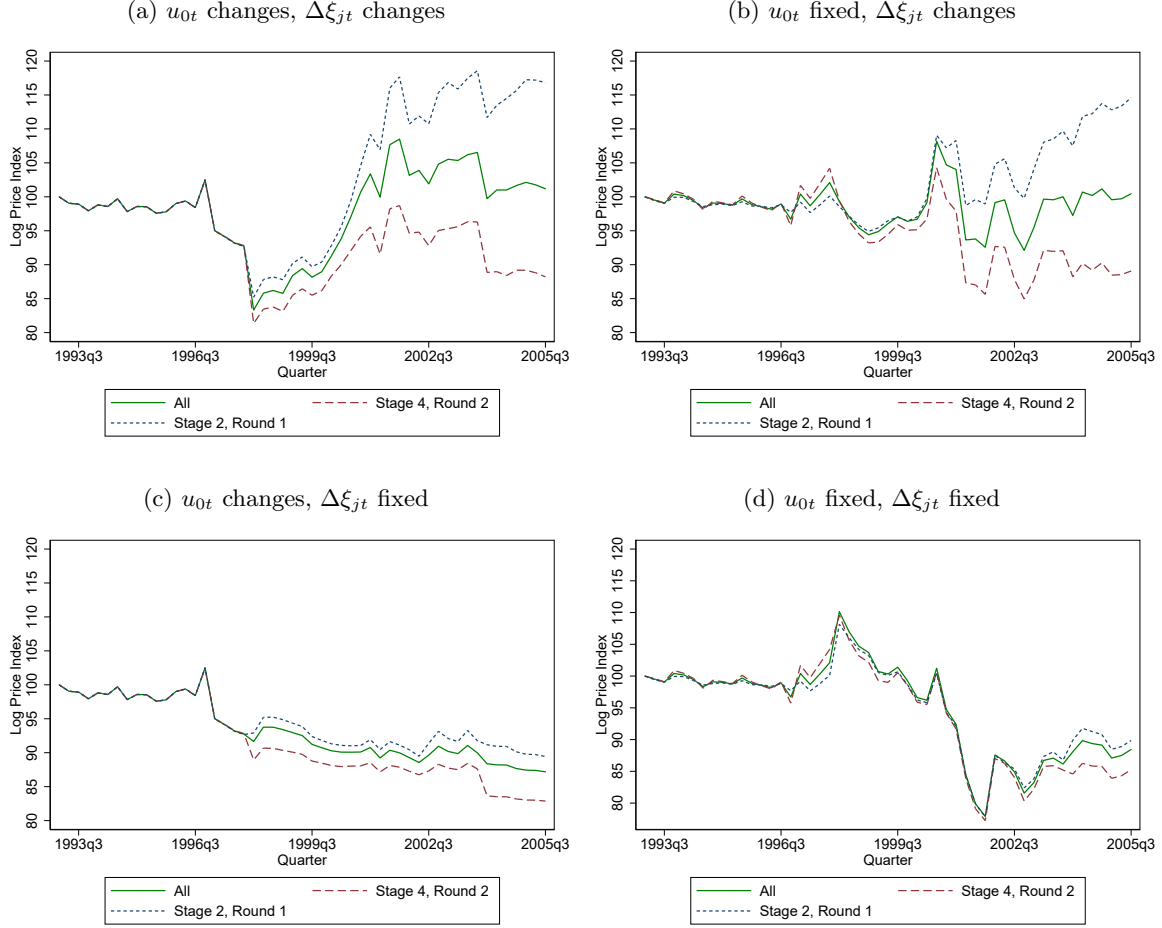 (a) u₀ₜ changes, Δξⱼₜ changes
120
115
110
105
100
95
90
85
80
Log Price Index
1993q3 1996q3 1999q3 2002q3 2005q3
Quarter
All Stage 4, Round 2
Stage 2, Round 1
(b) u₀ₜ fixed, Δξⱼₜ changes
120
115
110
105
100
95
90
85
80
Log Price Index
1993q3 1996q3 1999q3 2002q3 2005q3
Quarter
All Stage 4, Round 2
Stage 2, Round 1
(c) u₀ₜ changes, Δξⱼₜ fixed
120
115
110
105
100
95
90
85
80
Log Price Index
1993q3 1996q3 1999q3 2002q3 2005q3
Quarter
All Stage 4, Round 2
Stage 2, Round 1
(d) u₀ₜ fixed, Δξⱼₜ fixed
120
115
110
105
100
95
90
85
80
Log Price Index
1993q3 1996q3 1999q3 2002q3 2005q3
Quarter
All Stage 4, Round 2
Stage 2, Round 1